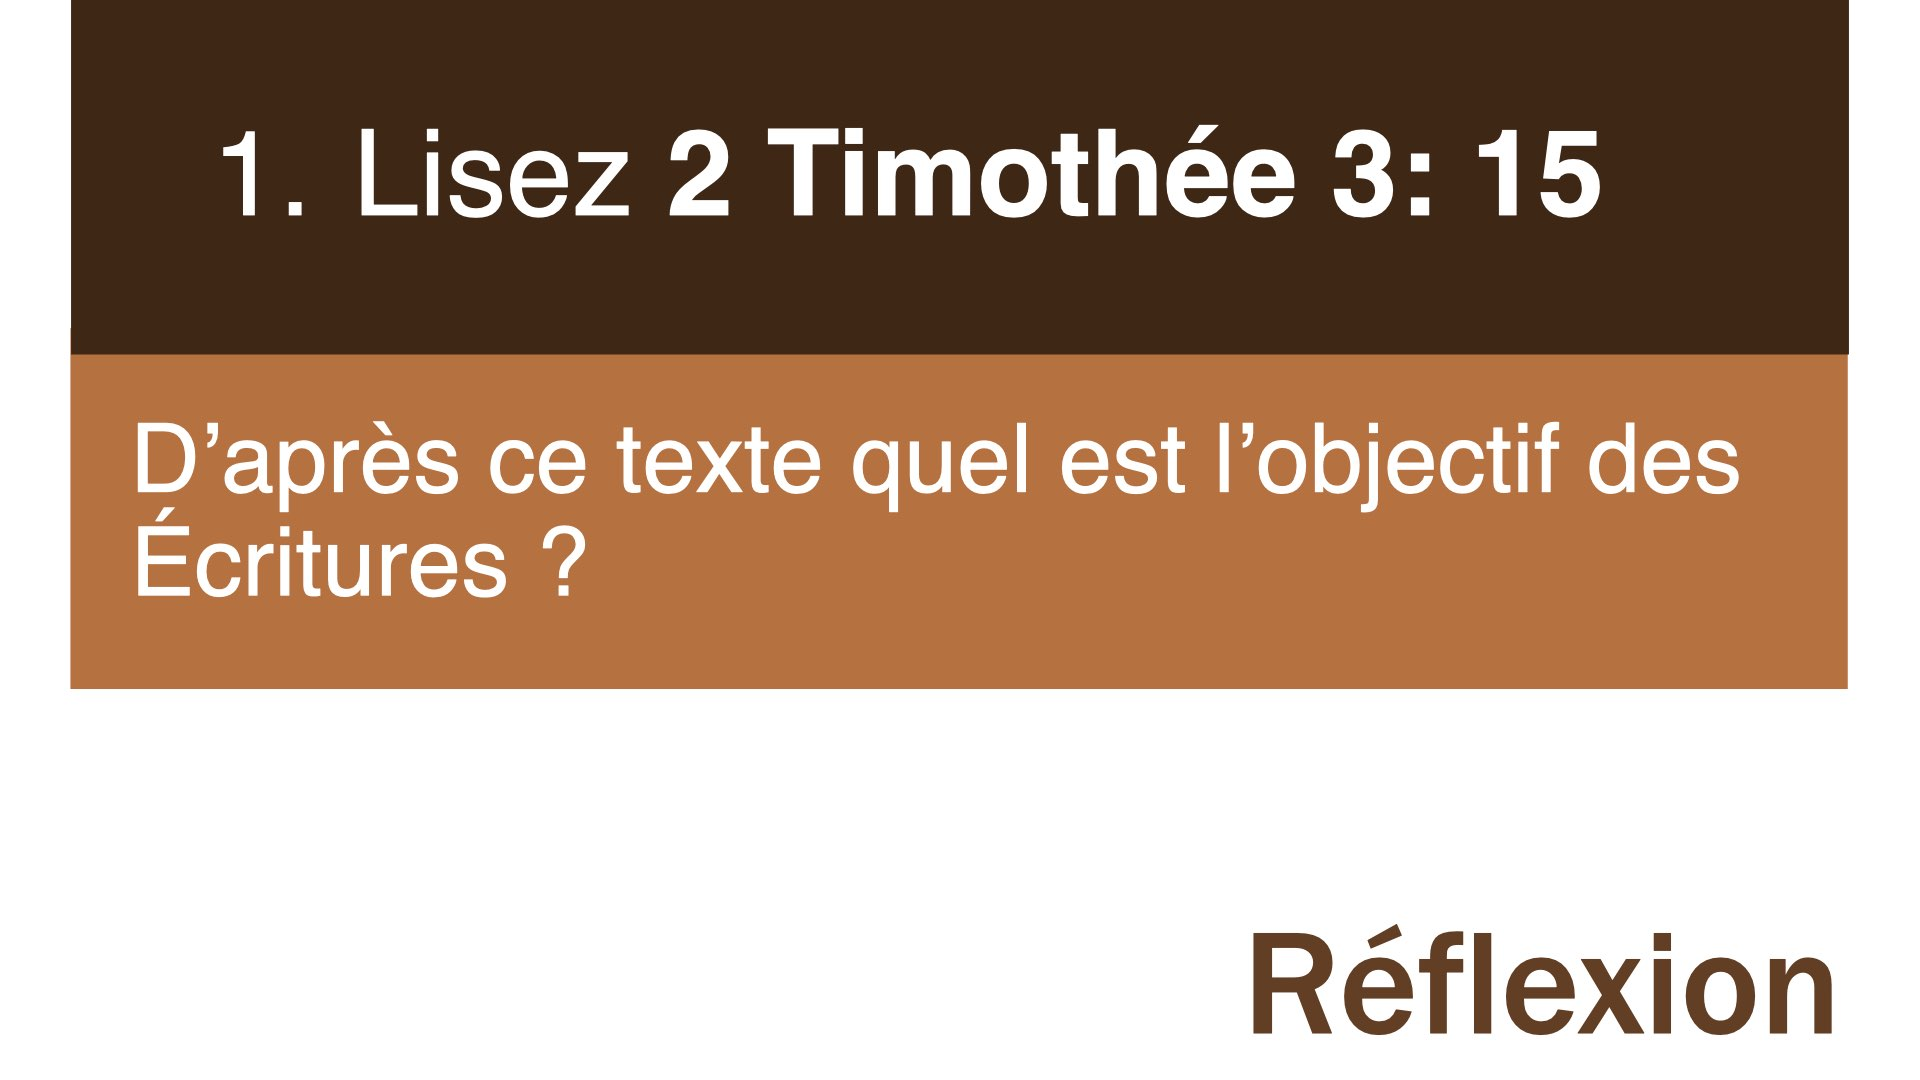 1. Lisez 2 Timothée 3: 15
D’après ce texte quel est l’objectif des
Écritures ?
Réflexion